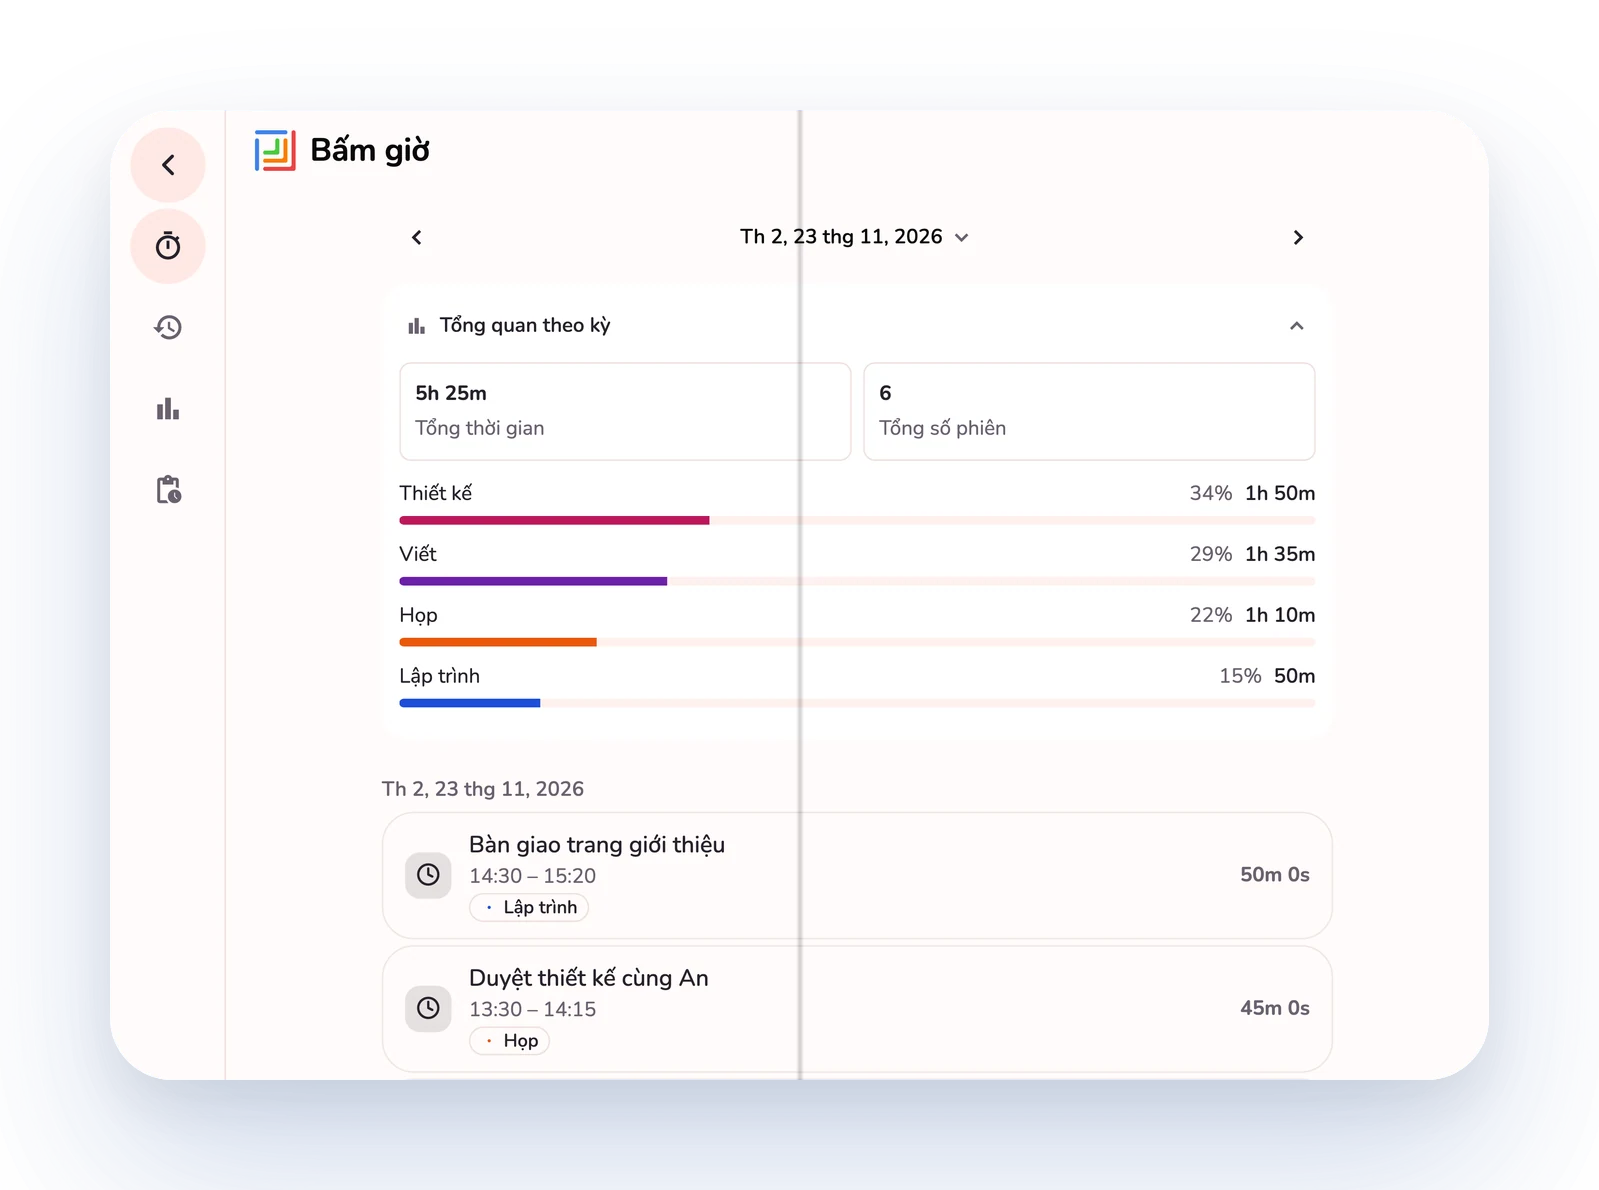 Bấm giờ
Th 2, 23 thg 11, 2026
Tổng quan theo kỳ
5h 25m
Tổng thời gian
6
Tổng số phiên
Thiết kế 34% 1h 50m
Viết 29% 1h 35m
Họp 22% 1h 10m
Lập trình 15% 50m
Th 2, 23 thg 11, 2026
Bàn giao trang giới thiệu
14:30 – 15:20
Lập trình
50m 0s
Duyệt thiết kế cùng An
13:30 – 14:15
Họp
45m 0s